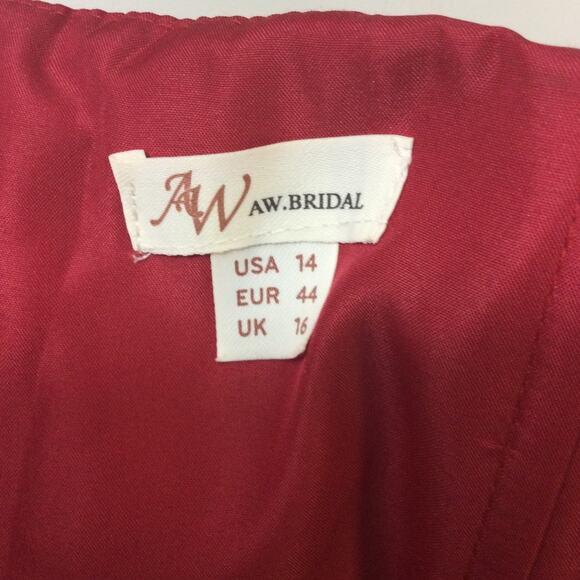 AW AW.BRIDAL
USA 14
EUR 44
UK 16